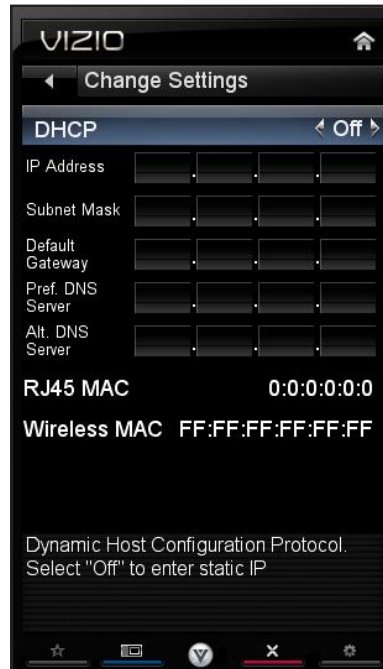 VIZIO
Change Settings
DHCP Off
IP Address . . .
Subnet Mask . . .
Default
Gateway . . .
Pref. DNS
Server . . .
Alt. DNS
Server . . .
RJ45 MAC 0:0:0:0:0:0
Wireless MAC FF:FF:FF:FF:FF:FF
Dynamic Host Configuration Protocol.
Select "Off" to enter static IP
V